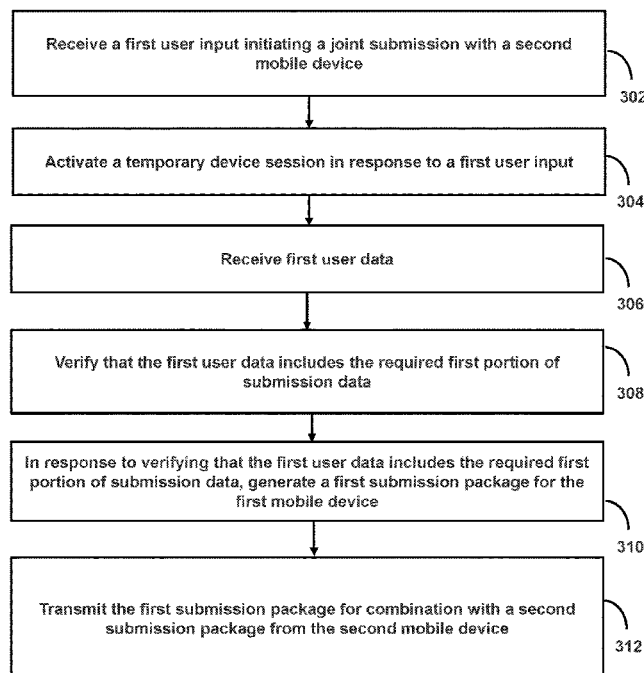 Receive a first user input initiating a joint submission with a second
mobile device
302
Activate a temporary device session in response to a first user input
304
Receive first user data
306
Verify that the first user data includes the required first portion of
submission data
308
In response to verifying that the first user data includes the required first
portion of submission data, generate a first submission package for the
first mobile device
310
Transmit the first submission package for combination with a second
submission package from the second mobile device
312